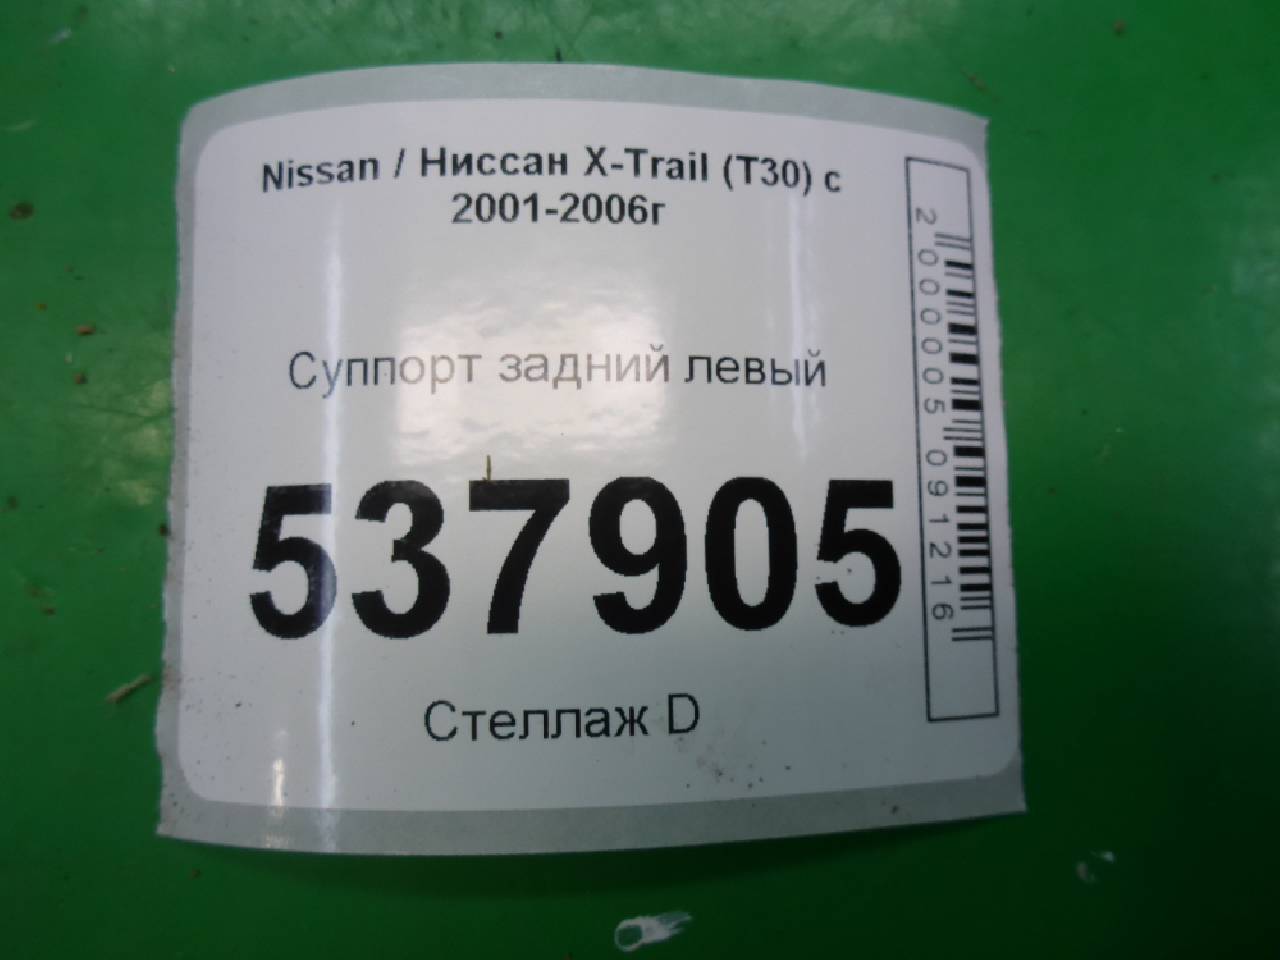 Nissan / Ниссан X-Trail (T30) с
2001-2006г
Суппорт задний левый
537905
Стеллаж D
2000005091216